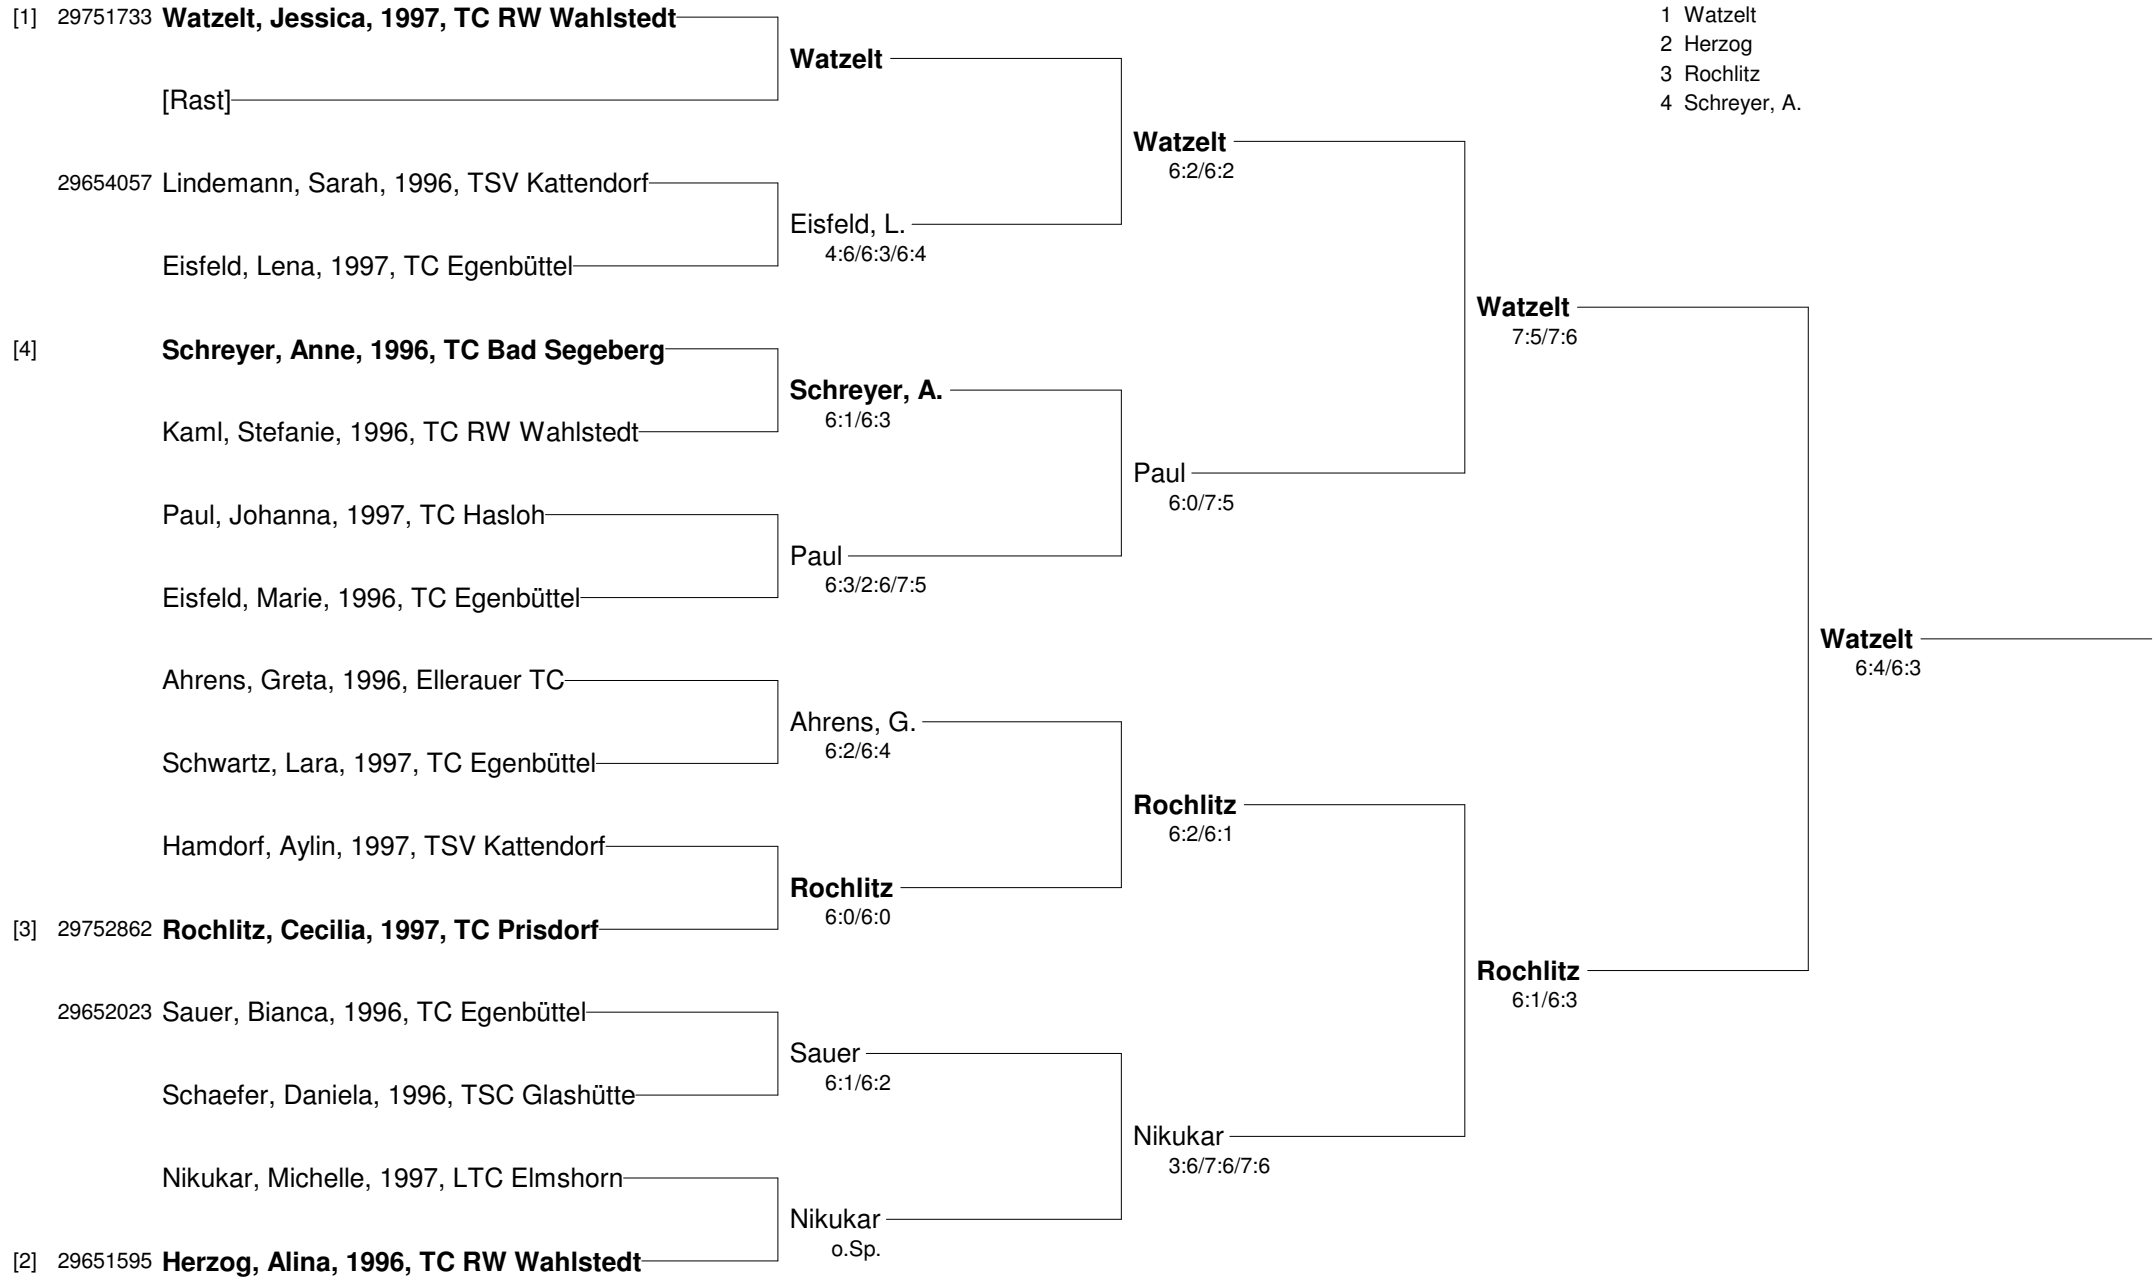 [1] 29751733 Watzelt, Jessica, 1997, TC RW Wahlstedt
[Rast]
29654057 Lindemann, Sarah, 1996, TSV Kattendorf
Eisfeld, Lena, 1997, TC Egenbüttel
[4] Schreyer, Anne, 1996, TC Bad Segeberg
Kaml, Stefanie, 1996, TC RW Wahlstedt
Paul, Johanna, 1997, TC Hasloh
Eisfeld, Marie, 1996, TC Egenbüttel
Ahrens, Greta, 1996, Ellerauer TC
Schwartz, Lara, 1997, TC Egenbüttel
Hamdorf, Aylin, 1997, TSV Kattendorf
[3] 29752862 Rochlitz, Cecilia, 1997, TC Prisdorf
29652023 Sauer, Bianca, 1996, TC Egenbüttel
Schaefer, Daniela, 1996, TSC Glashütte
Nikukar, Michelle, 1997, LTC Elmshorn
[2] 29651595 Herzog, Alina, 1996, TC RW Wahlstedt
Watzelt
Eisfeld, L.
4:6/6:3/6:4
Schreyer, A.
6:1/6:3
Paul
6:3/2:6/7:5
Ahrens, G.
6:2/6:4
Rochlitz
6:0/6:0
Sauer
6:1/6:2
Nikukar
o.Sp.
Watzelt
6:2/6:2
Paul
6:0/7:5
Rochlitz
6:2/6:1
Nikukar
3:6/7:6/7:6
Watzelt
7:5/7:6
Rochlitz
6:1/6:3
Watzelt
6:4/6:3
1 Watzelt
2 Herzog
3 Rochlitz
4 Schreyer, A.